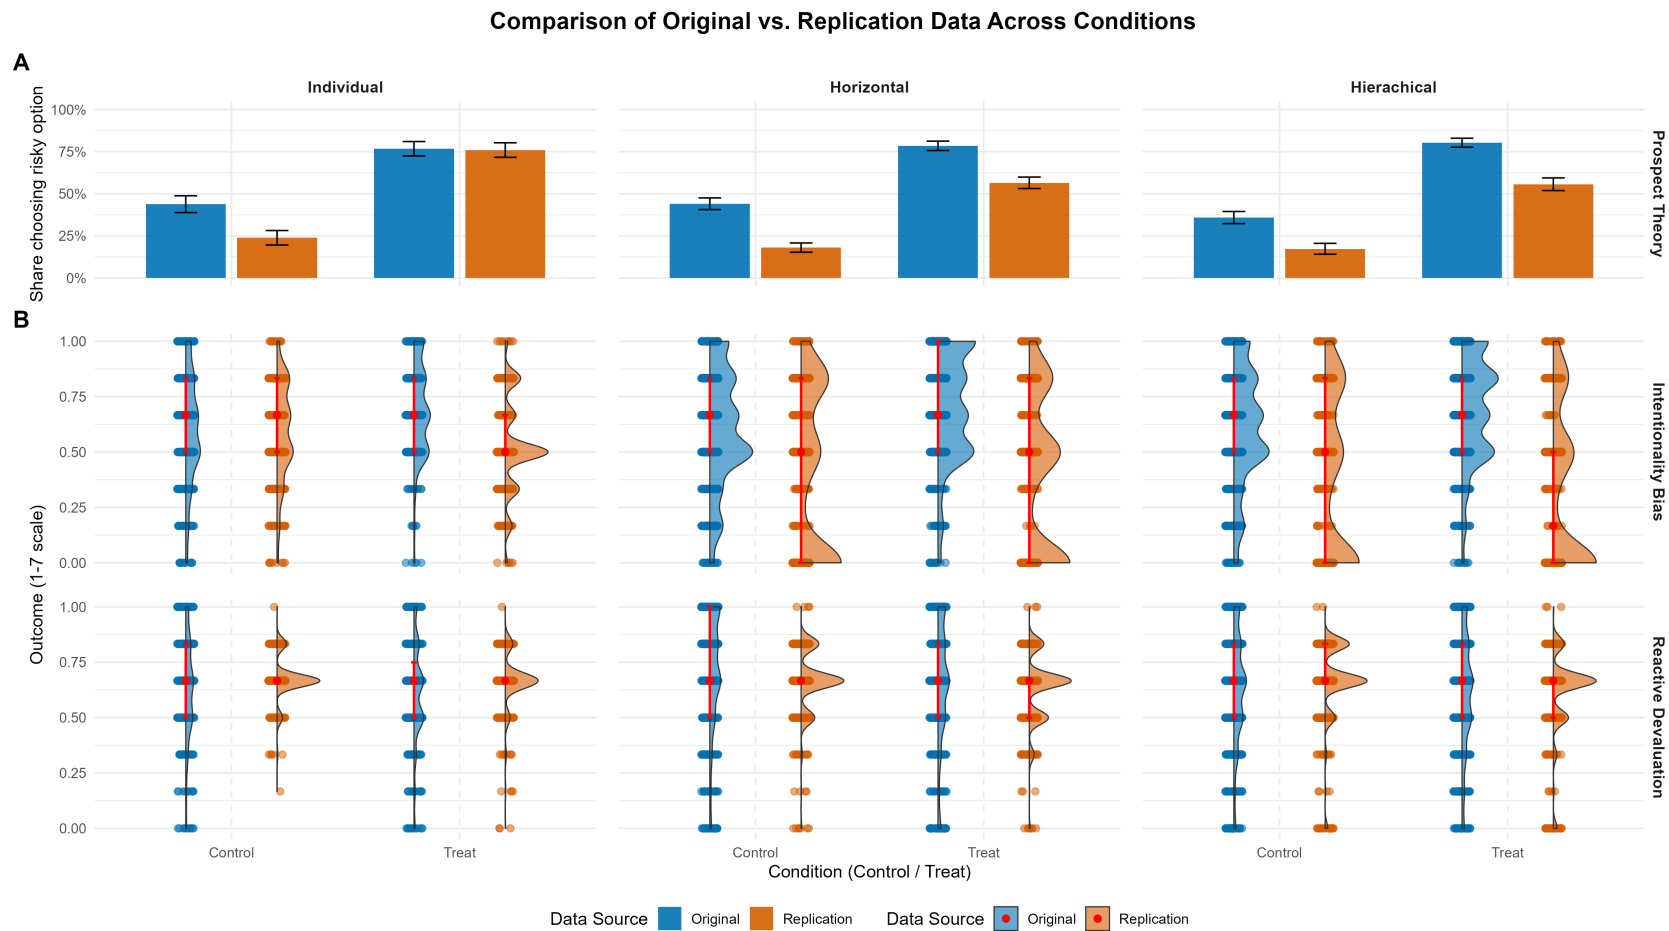 Comparison of Original vs. Replication Data Across Conditions
A
Individual
Horizontal
Hierachical
Share choosing risky option
100%
75%
50%
25%
0%
Prospect Theory
B
Outcome (1-7 scale)
1.00
0.75
0.50
0.25
0.00
Intentionality Bias
1.00
0.75
0.50
0.25
0.00
Reactive Devaluation
Control
Treat
Control
Treat
Control
Treat
Condition (Control / Treat)
Data Source Original Replication Data Source Original Replication